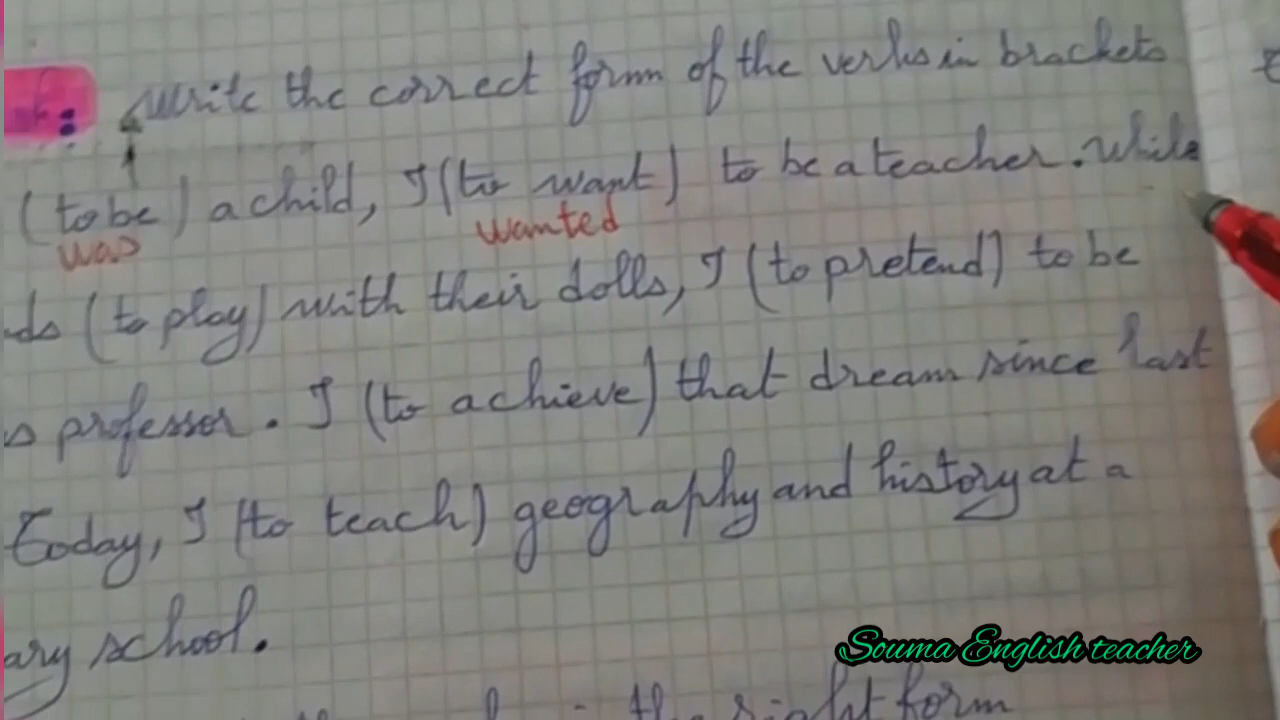 write the correct form of the verbs in brackets
(to be) a child, I (to want) to be a teacher. While
was wanted
(to play) with their dolls, I (to pretend) to be
professor. I (to achieve) that dream since last
Today, I (to teach) geography and history at a
school.
right form
Souma English teacher